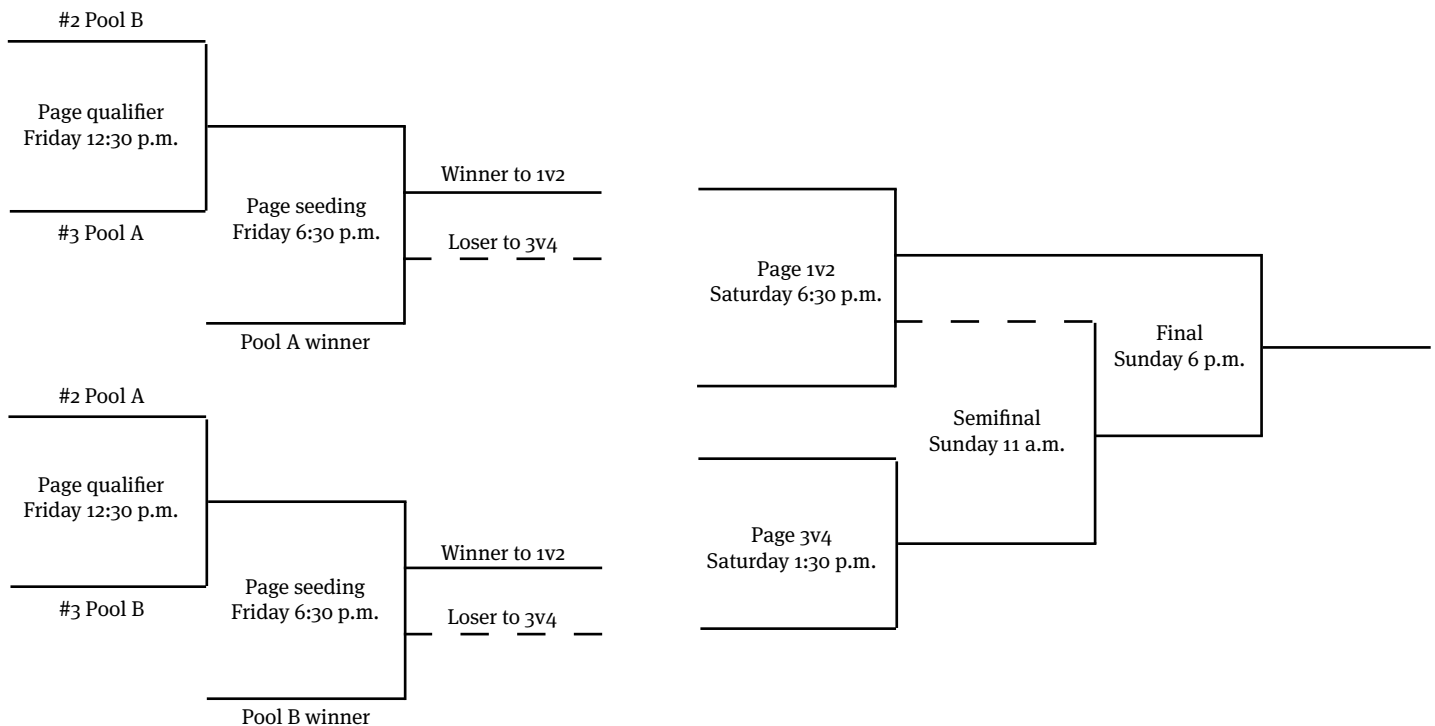 #2 Pool B
Page qualifier
Friday 12:30 p.m.
#3 Pool A
Page seeding
Friday 6:30 p.m.
Winner to 1v2
Loser to 3v4
Pool A winner
#2 Pool A
Page qualifier
Friday 12:30 p.m.
#3 Pool B
Page seeding
Friday 6:30 p.m.
Winner to 1v2
Loser to 3v4
Pool B winner
Page 1v2
Saturday 6:30 p.m.
Page 3v4
Saturday 1:30 p.m.
Semifinal
Sunday 11 a.m.
Final
Sunday 6 p.m.